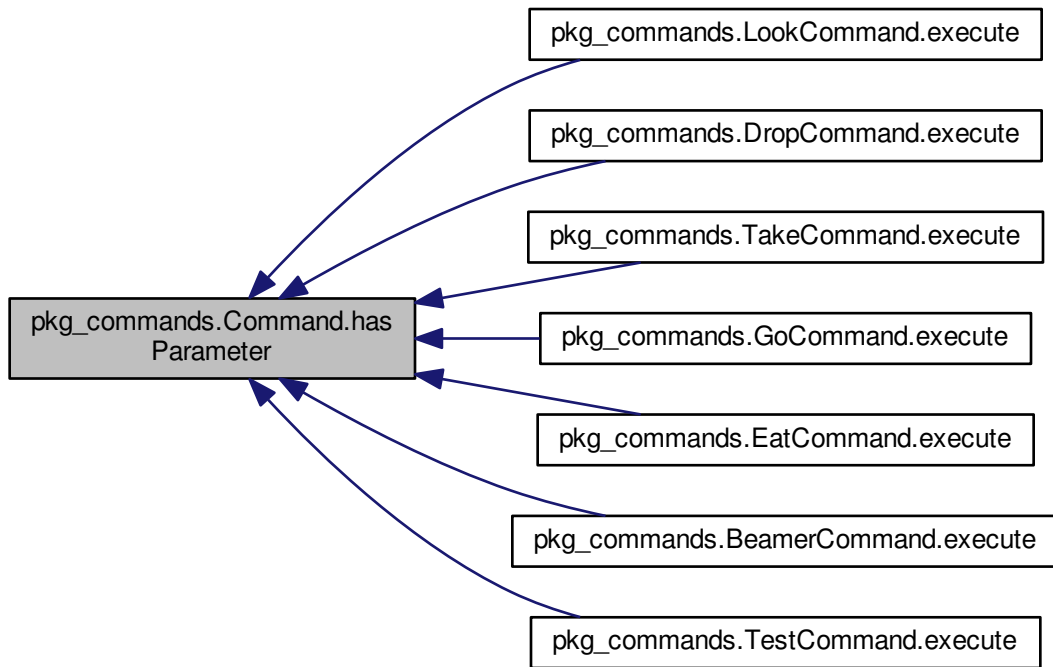 pkg_commands.LookCommand.execute
pkg_commands.DropCommand.execute
pkg_commands.TakeCommand.execute
pkg_commands.Command.has
Parameter
pkg_commands.GoCommand.execute
pkg_commands.EatCommand.execute
pkg_commands.BeamerCommand.execute
pkg_commands.TestCommand.execute